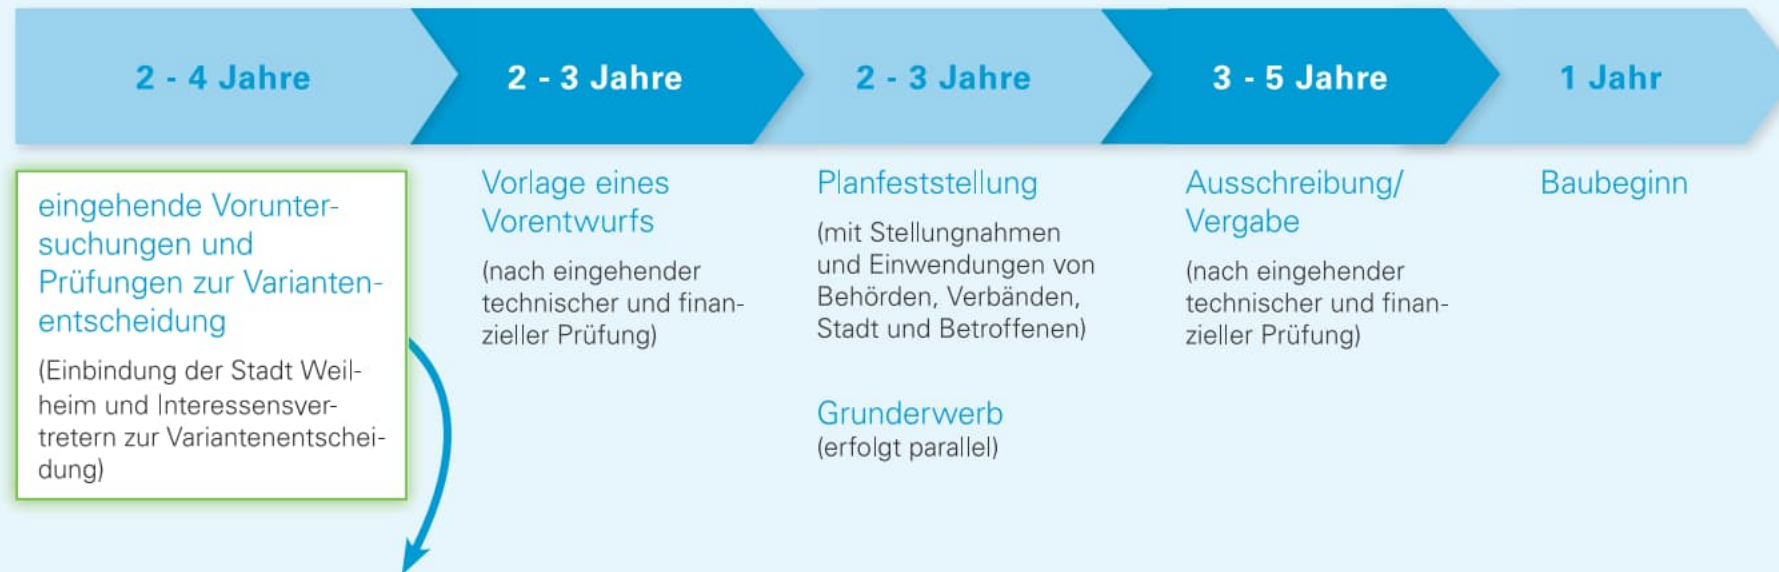 2 - 4 Jahre
2 - 3 Jahre
2 - 3 Jahre
3 - 5 Jahre
1 Jahr
eingehende Vorunter-
suchungen und
Prüfungen zur Varianten-
entscheidung
(Einbindung der Stadt Weil-
heim und Interessensver-
tretern zur Variantenentschei-
dung)
Vorlage eines
Vorentwurfs
(nach eingehender
technischer und finan-
zieller Prüfung)
Planfeststellung
(mit Stellungnahmen
und Einwendungen von
Behörden, Verbänden,
Stadt und Betroffenen)
Grunderwerb
(erfolgt parallel)
Ausschreibung/
Vergabe
(nach eingehender
technischer und finan-
zieller Prüfung)
Baubeginn